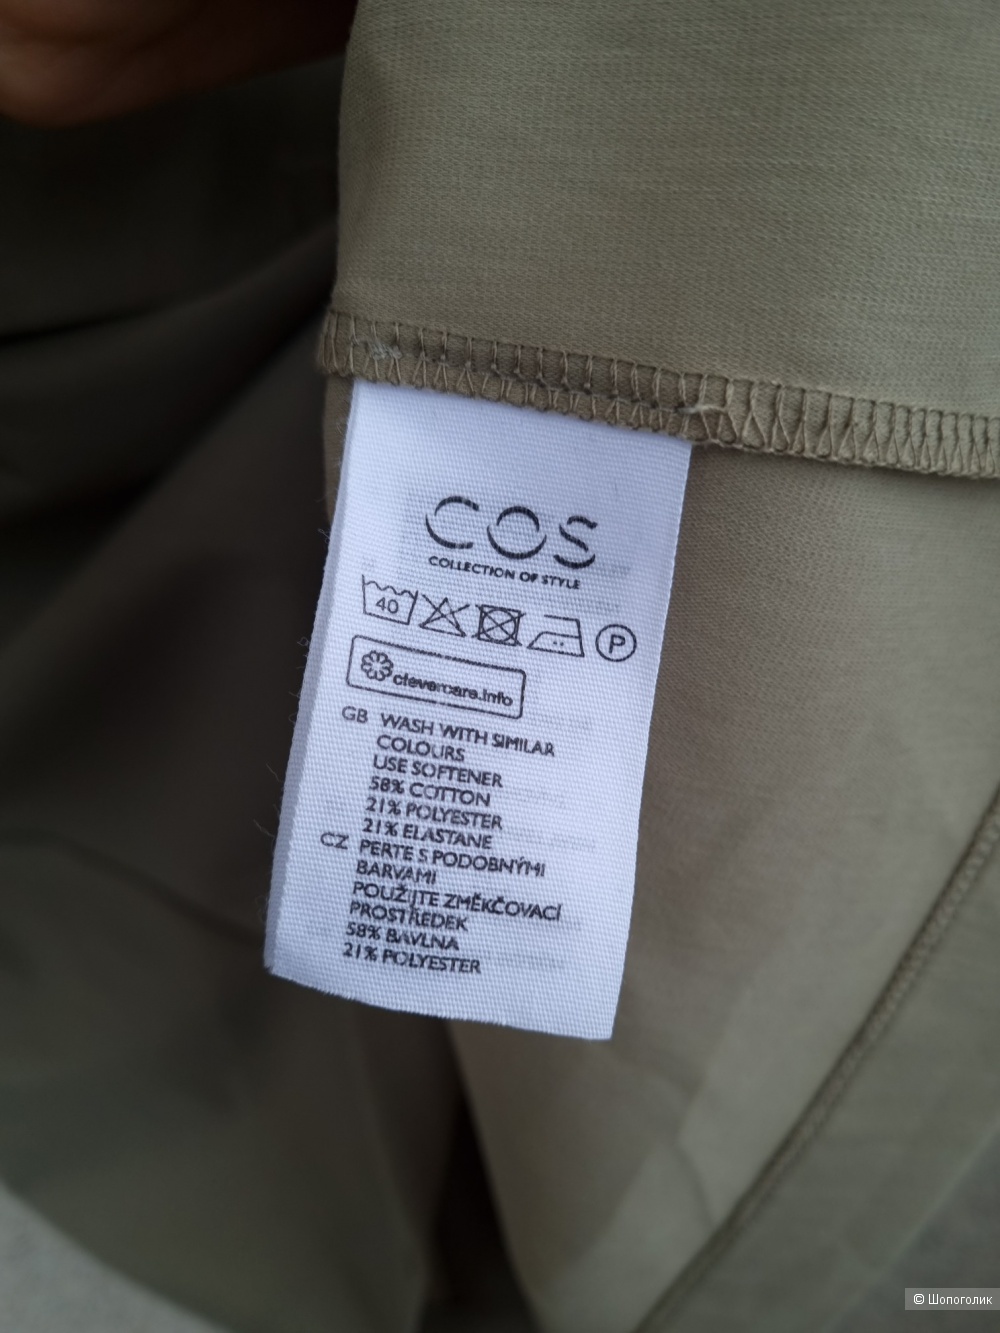 COS
COLLECTION OF STYLE
40
P
clevercare.info
GB WASH WITH SIMILAR
COLOURS
USE SOFTENER
58% COTTON
21% POLYESTER
21% ELASTANE
CZ PERTE S PODOBNÝMI
BARVAMI
POUŽIJTE ZMĚKČOVACÍ
PROSTŘEDEK
58% BAVLNA
21% POLYESTER
© Шопоголик